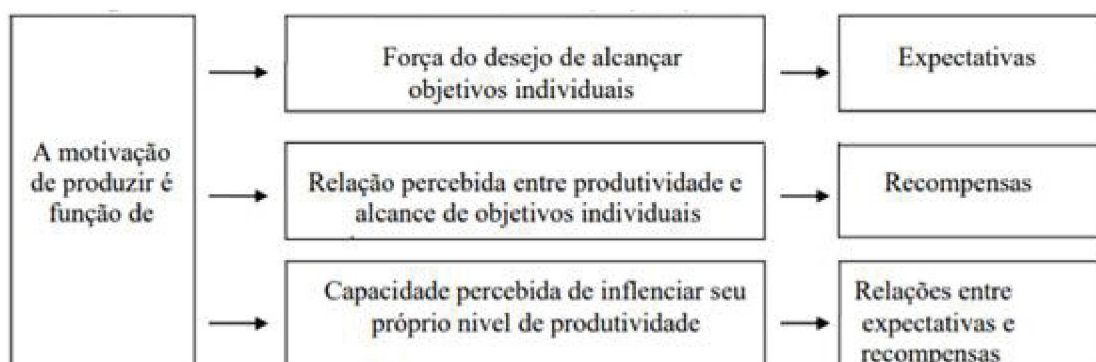 A motivação
de produzir é
função de
Força do desejo de alcançar
objetivos individuais
Expectativas
Relação percebida entre produtividade e
alcance de objetivos individuais
Recompensas
Capacidade percebida de inflenciar seu
próprio nivel de produtividade
Relações entre
expectativas e
recompensas